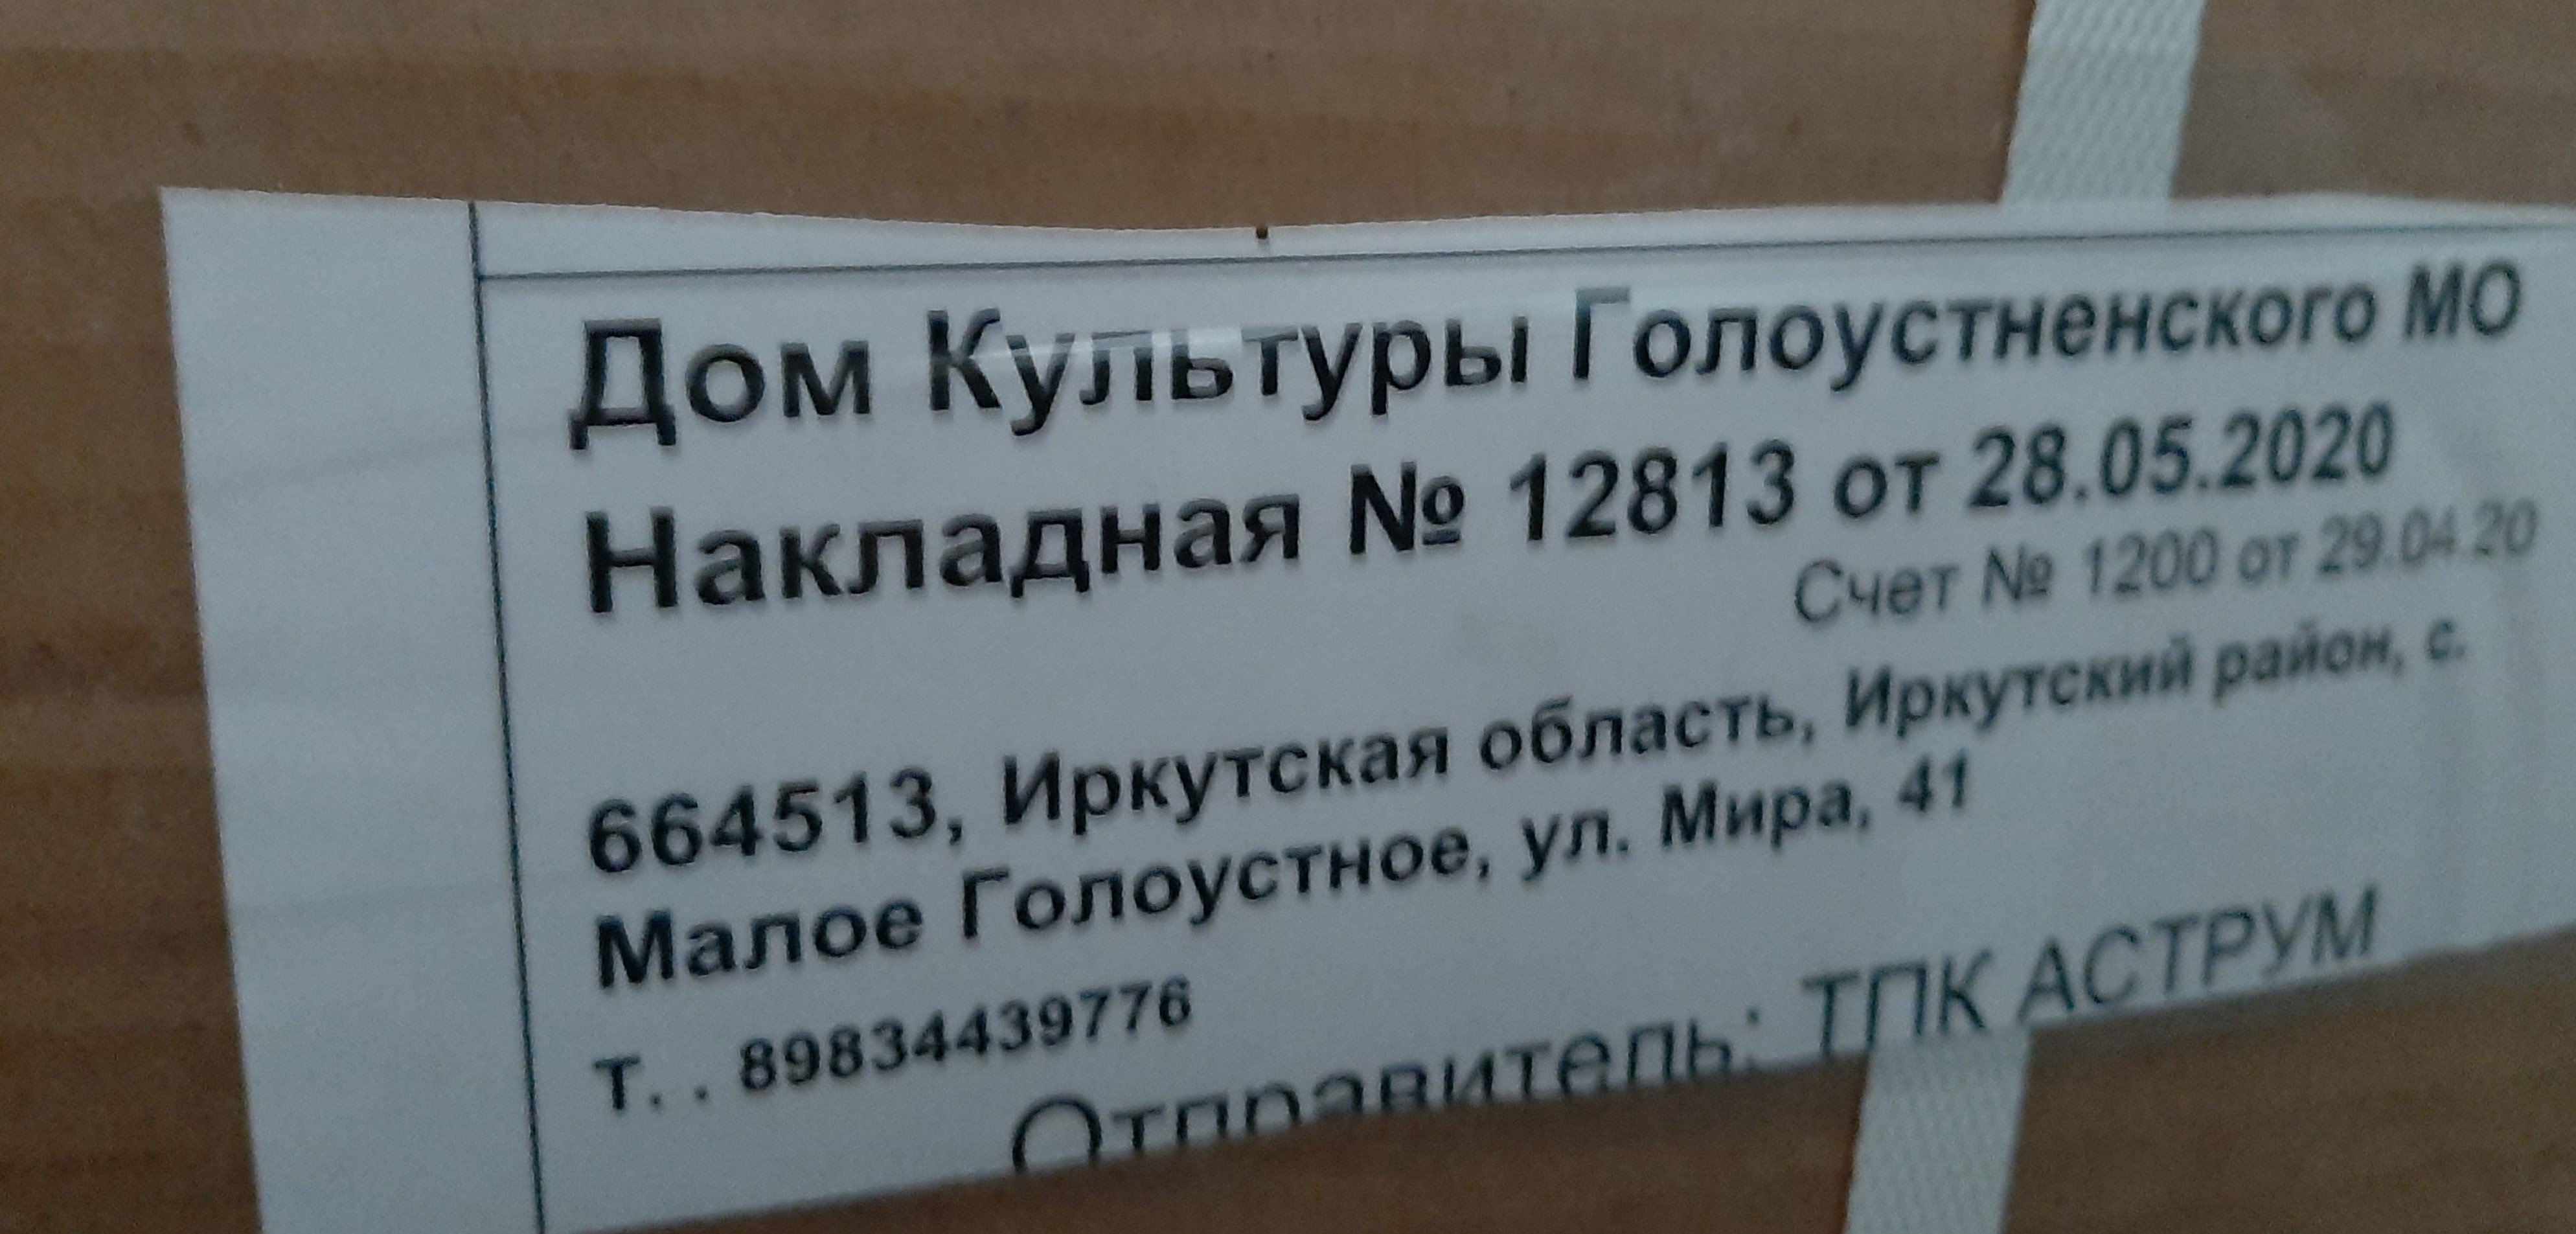 Дом Культуры Голоустненского МО
Накладная № 12813 от 28.05.2020
Счет № 1200 от 29.04.20
664513, Иркутская область, Иркутский район, с.
Малое Голоустное, ул. Мира, 41
Т. . 89834439776
Отправитель: ТПК АСТРУМ